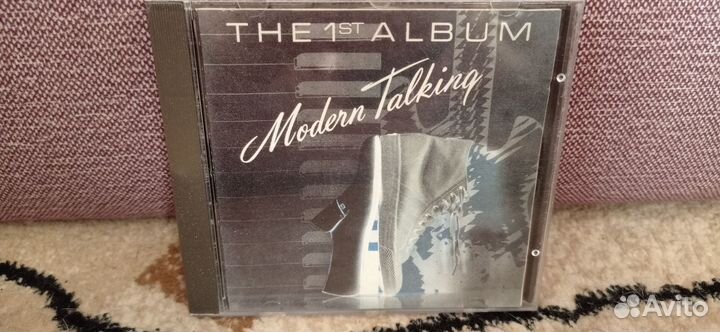 THE 1ST ALBUM
Modern Talking
Avito